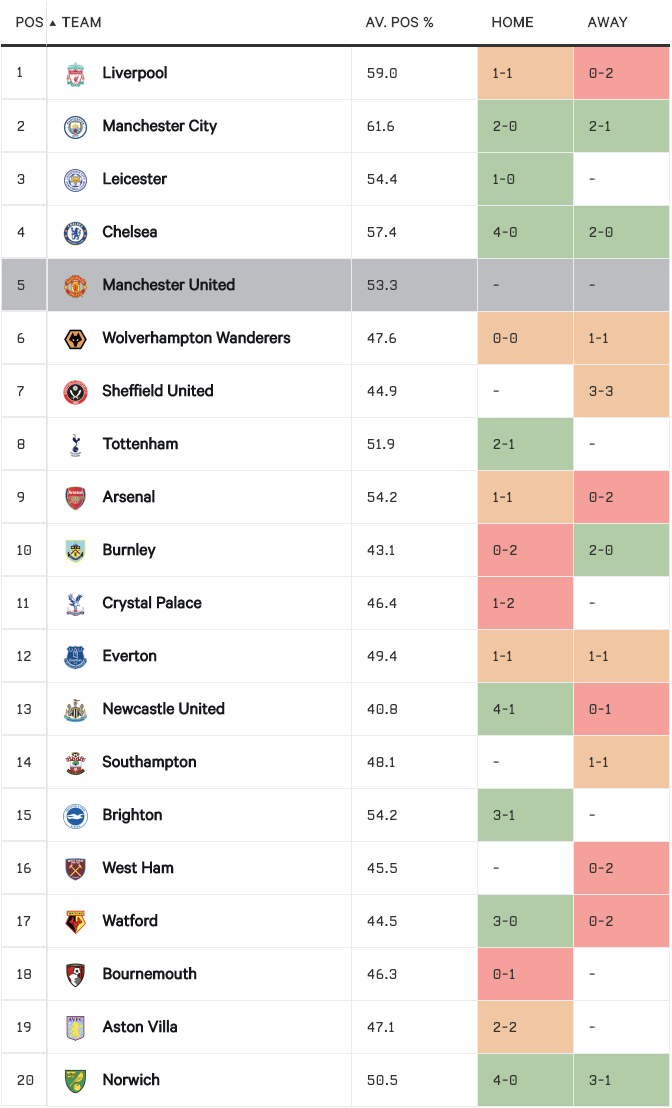 POS ▲ TEAM AV. POS % HOME AWAY
1 Liverpool 59.0 1-1 0-2
2 Manchester City 61.6 2-0 2-1
3 Leicester 54.4 1-0 -
4 Chelsea 57.4 4-0 2-0
5 Manchester United 53.3 - -
6 Wolverhampton Wanderers 47.6 0-0 1-1
7 Sheffield United 44.9 - 3-3
8 Tottenham 51.9 2-1 -
9 Arsenal 54.2 1-1 0-2
10 Burnley 43.1 0-2 2-0
11 Crystal Palace 46.4 1-2 -
12 Everton 49.4 1-1 1-1
13 Newcastle United 40.8 4-1 0-1
14 Southampton 48.1 - 1-1
15 Brighton 54.2 3-1 -
16 West Ham 45.5 - 0-2
17 Watford 44.5 3-0 0-2
18 Bournemouth 46.3 0-1 -
19 Aston Villa 47.1 2-2 -
20 Norwich 50.5 4-0 3-1